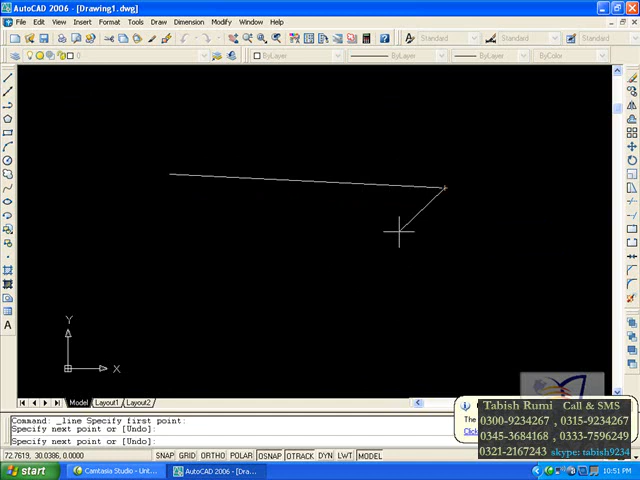 AutoCAD 2006 - [Drawing1.dwg]
File Edit View Insert Format Tools Draw Dimension Modify Window Help
Standard Standard Standard
0 ByLayer ByLayer ByLayer ByColor
Y
X
A
Model Layout1 Layout2
Command: _line Specify first point:
Specify next point or [Undo]:
Specify next point or [Undo]:
72.7619, 30.0386, 0.0000 SNAP GRID ORTHO POLAR OSNAP OTRACK DYN LWT MODEL
The
Click
Tabish Rumi Call & SMS
0300-9234267 , 0315-9234267
0345-3684168 , 0333-7596249
0321-2167243 skype: tabish9234
start Camtasia Studio - Unt... AutoCAD 2006 - [Dra... 10:51 PM